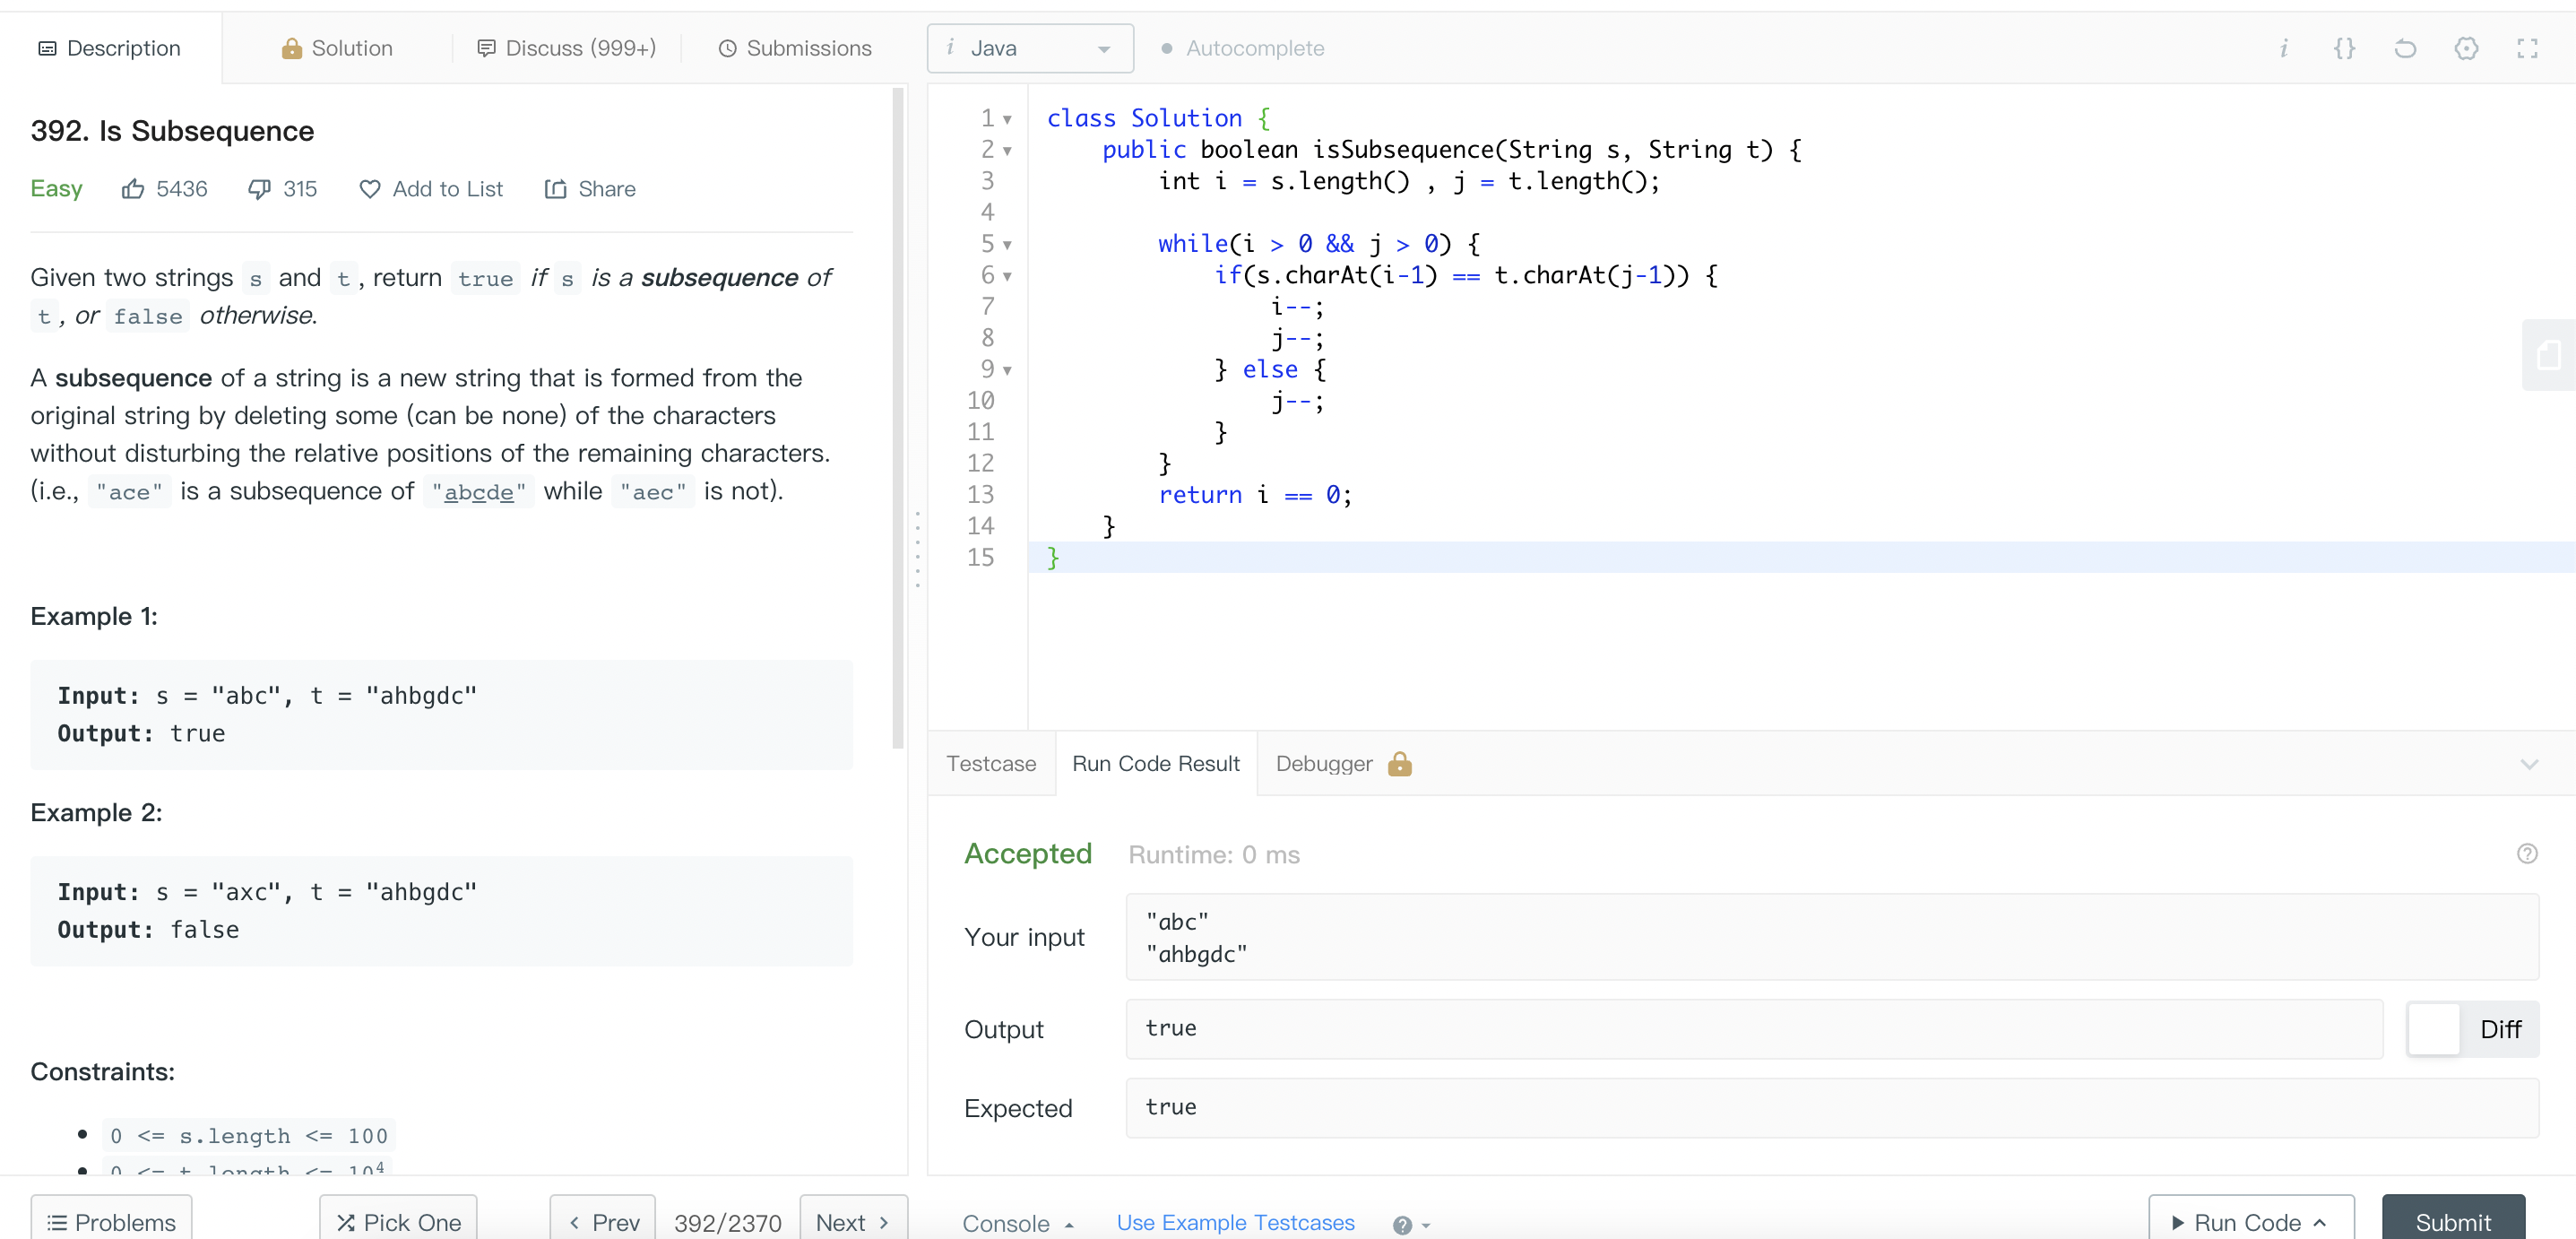 Description
Solution
Discuss (999+)
Submissions
i Java
Autocomplete
i {}
392. Is Subsequence
Easy 5436 315 Add to List Share
Given two strings s and t , return true if s is a subsequence of
t , or false otherwise.
A subsequence of a string is a new string that is formed from the
original string by deleting some (can be none) of the characters
without disturbing the relative positions of the remaining characters.
(i.e., "ace" is a subsequence of "abcde" while "aec" is not).
Example 1:
Input: s = "abc", t = "ahbgdc"
Output: true
Example 2:
Input: s = "axc", t = "ahbgdc"
Output: false
Constraints:
0 <= s.length <= 100
0 <= t.length <= 10⁴
1 class Solution {
2 public boolean isSubsequence(String s, String t) {
3 int i = s.length() , j = t.length();
4
5 while(i > 0 && j > 0) {
6 if(s.charAt(i-1) == t.charAt(j-1)) {
7 i--;
8 j--;
9 } else {
10 j--;
11 }
12 }
13 return i == 0;
14 }
15 }
Testcase
Run Code Result
Debugger
Accepted Runtime: 0 ms
Your input
"abc"
"ahbgdc"
Output
true
Diff
Expected
true
Problems
Pick One
Prev
392/2370
Next
Console
Use Example Testcases
Run Code
Submit